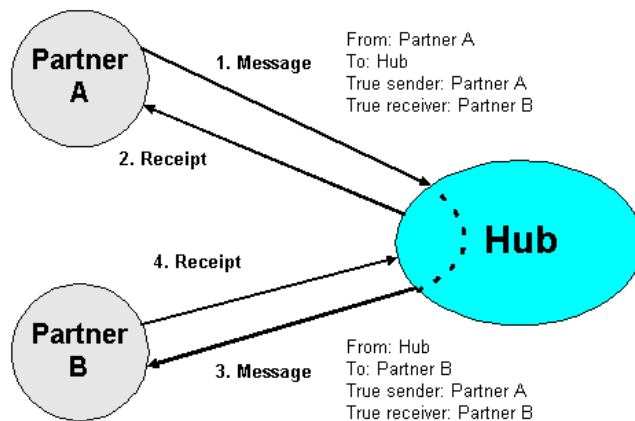 Partner
A
1. Message
From: Partner A
To: Hub
True sender: Partner A
True receiver: Partner B
2. Receipt
Hub
4. Receipt
Partner
B
3. Message
From: Hub
To: Partner B
True sender: Partner A
True receiver: Partner B